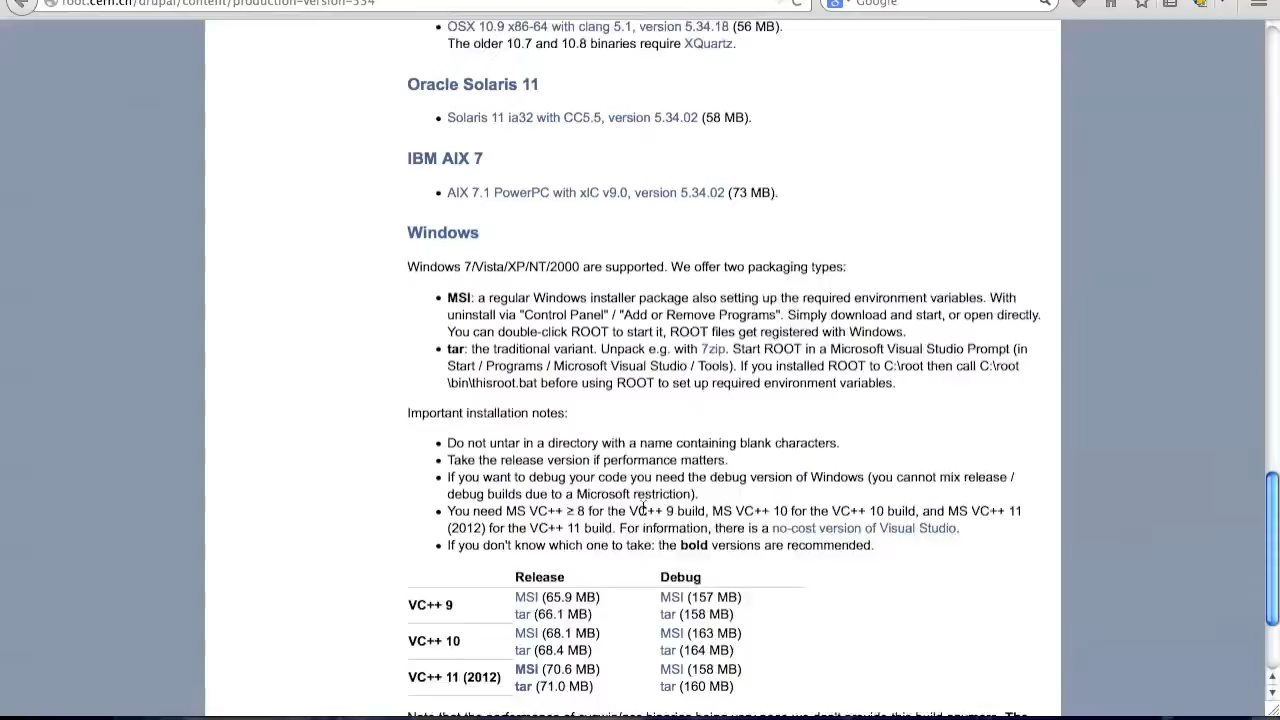 root.cern.ch/drupal/content/production-version-534
Google
OSX 10.9 x86-64 with clang 5.1, version 5.34.18 (56 MB).
The older 10.7 and 10.8 binaries require XQuartz.
Oracle Solaris 11
Solaris 11 ia32 with CC5.5, version 5.34.02 (58 MB).
IBM AIX 7
AIX 7.1 PowerPC with xlC v9.0, version 5.34.02 (73 MB).
Windows
Windows 7/Vista/XP/NT/2000 are supported. We offer two packaging types:
MSI: a regular Windows installer package also setting up the required environment variables. With
uninstall via "Control Panel" / "Add or Remove Programs". Simply download and start, or open directly.
You can double-click ROOT to start it, ROOT files get registered with Windows.
tar: the traditional variant. Unpack e.g. with 7zip. Start ROOT in a Microsoft Visual Studio Prompt (in
Start / Programs / Microsoft Visual Studio / Tools). If you installed ROOT to C:\root then call C:\root
\bin\thisroot.bat before using ROOT to set up required environment variables.
Important installation notes:
Do not untar in a directory with a name containing blank characters.
Take the release version if performance matters.
If you want to debug your code you need the debug version of Windows (you cannot mix release /
debug builds due to a Microsoft restriction).
You need MS VC++ ≥ 8 for the VC++ 9 build, MS VC++ 10 for the VC++ 10 build, and MS VC++ 11
(2012) for the VC++ 11 build. For information, there is a no-cost version of Visual Studio.
If you don't know which one to take: the bold versions are recommended.
Release Debug
VC++ 9
MSI (65.9 MB) MSI (157 MB)
tar (66.1 MB) tar (158 MB)
VC++ 10
MSI (68.1 MB) MSI (163 MB)
tar (68.4 MB) tar (164 MB)
VC++ 11 (2012)
MSI (70.6 MB) MSI (158 MB)
tar (71.0 MB) tar (160 MB)